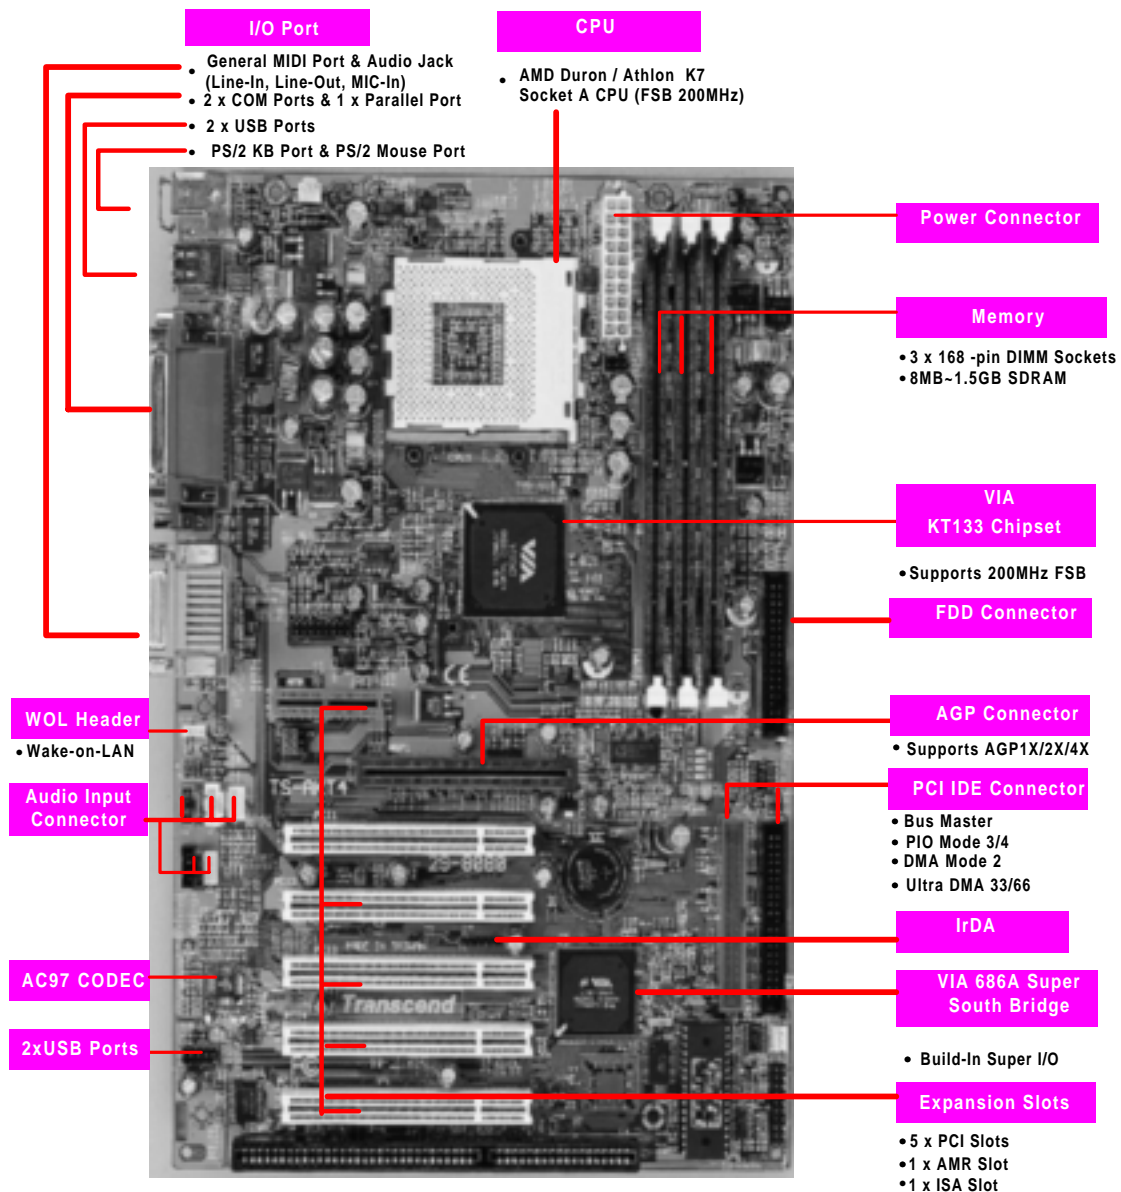 I/O Port
General MIDI Port & Audio Jack
(Line-In, Line-Out, MIC-In)
2 x COM Ports & 1 x Parallel Port
2 x USB Ports
PS/2 KB Port & PS/2 Mouse Port
CPU
AMD Duron / Athlon K7
Socket A CPU (FSB 200MHz)
Power Connector
Memory
• 3 x 168 -pin DIMM Sockets
• 8MB~1.5GB SDRAM
VIA
KT133 Chipset
• Supports 200MHz FSB
FDD Connector
AGP Connector
• Supports AGP1X/2X/4X
PCI IDE Connector
• Bus Master
• PIO Mode 3/4
• DMA Mode 2
• Ultra DMA 33/66
IrDA
VIA 686A Super
South Bridge
• Build-In Super I/O
Expansion Slots
• 5 x PCI Slots
• 1 x AMR Slot
• 1 x ISA Slot
WOL Header
• Wake-on-LAN
Audio Input
Connector
AC97 CODEC
2xUSB Ports
VIA
CE
Transcend